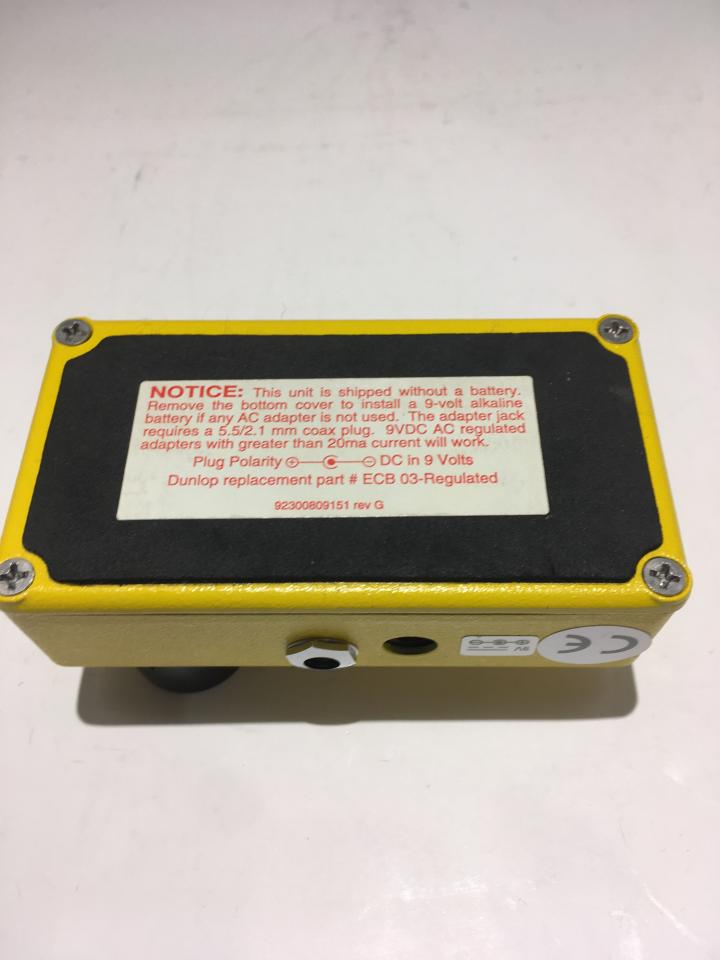 NOTICE: This unit is shipped without a battery.
Remove the bottom cover to install a 9-volt alkaline
battery if any AC adapter is not used. The adapter jack
requires a 5.5/2.1 mm coax plug. 9VDC AC regulated
adapters with greater than 20ma current will work.
Plug Polarity DC in 9 Volts
Dunlop replacement part # ECB 03-Regulated
92300809151 rev G
9V
CE